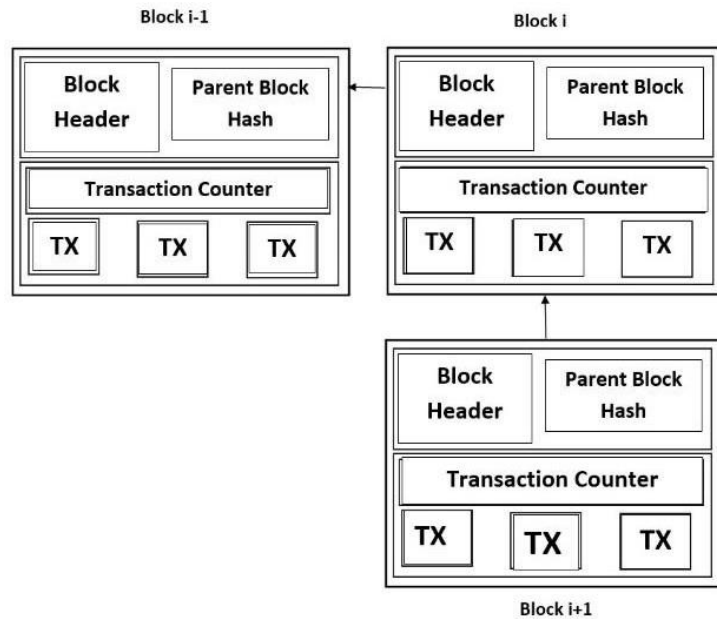 Block i-1
Block
Header
Parent Block
Hash
Transaction Counter
TX TX TX
Block i
Block
Header
Parent Block
Hash
Transaction Counter
TX TX TX
Block
Header
Parent Block
Hash
Transaction Counter
TX TX TX
Block i+1